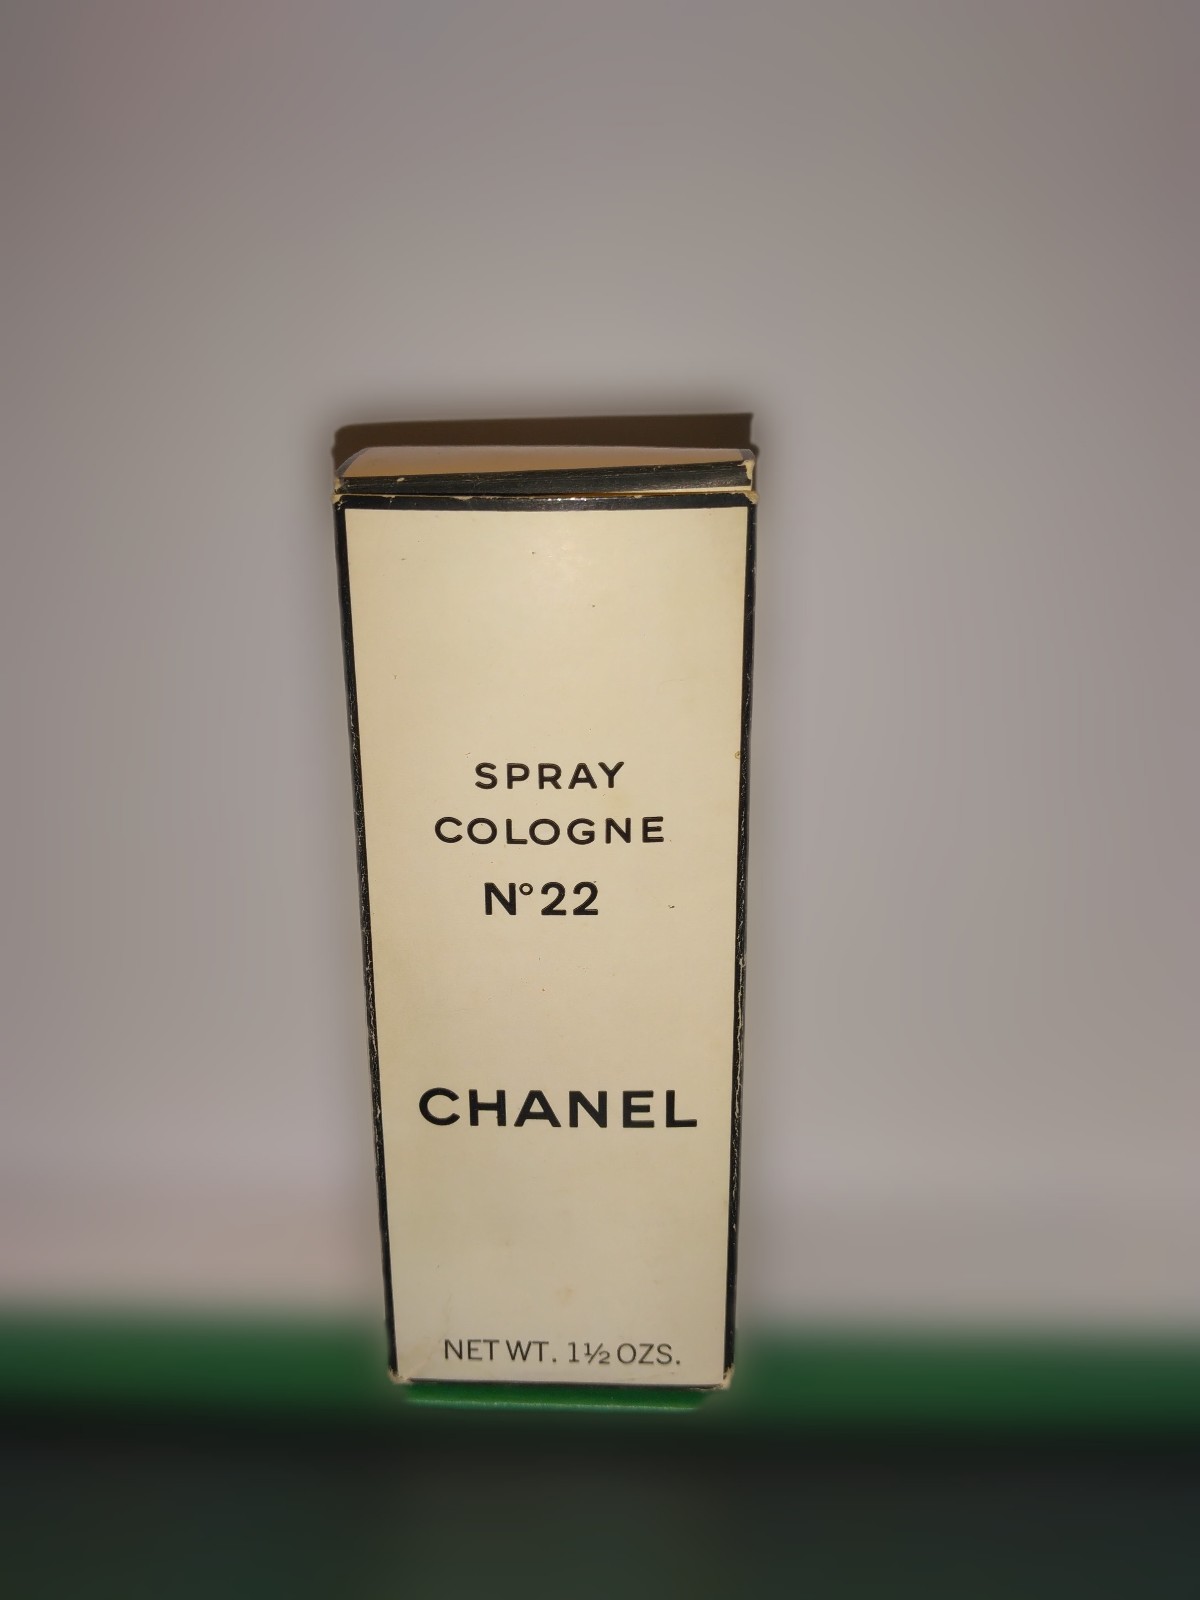 SPRAY
COLOGNE
N°22
CHANEL
NET WT. 1½ OZS.